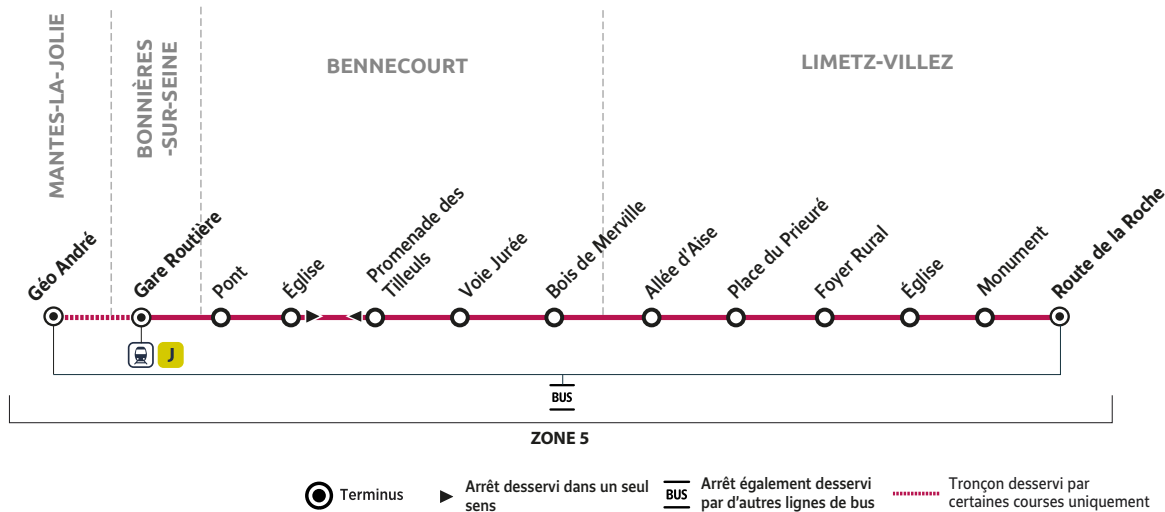 MANTES-LA-JOLIE
BONNIÈRES
-SUR-SEINE
BENNECOURT
LIMETZ-VILLEZ
Géo André
Gare Routière
Pont
Église
Promenade des
Tilleuls
Voie Jurée
Bois de Merville
Allée d'Aise
Place du Prieuré
Foyer Rural
Église
Monument
Route de la Roche
J
BUS
ZONE 5
Terminus
Arrêt desservi dans un seul
sens
BUS
Arrêt également desservi
par d'autres lignes de bus
Tronçon desservi par
certaines courses uniquement